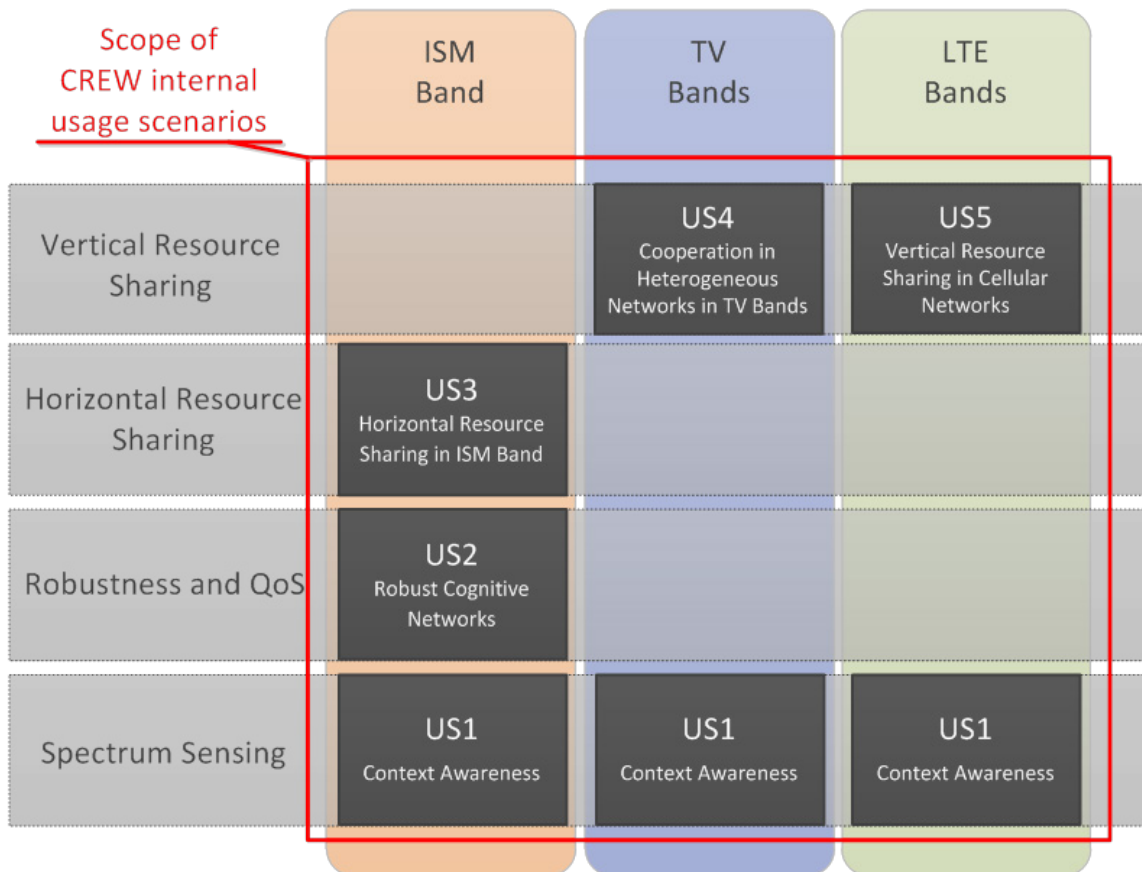 Scope of
CREW internal
usage scenarios
ISM
Band
TV
Bands
LTE
Bands
Vertical Resource
Sharing
US4
Cooperation in
Heterogeneous
Networks in TV Bands
US5
Vertical Resource
Sharing in Cellular
Networks
Horizontal Resource
Sharing
US3
Horizontal Resource
Sharing in ISM Band
Robustness and QoS
US2
Robust Cognitive
Networks
Spectrum Sensing
US1
Context Awareness
US1
Context Awareness
US1
Context Awareness